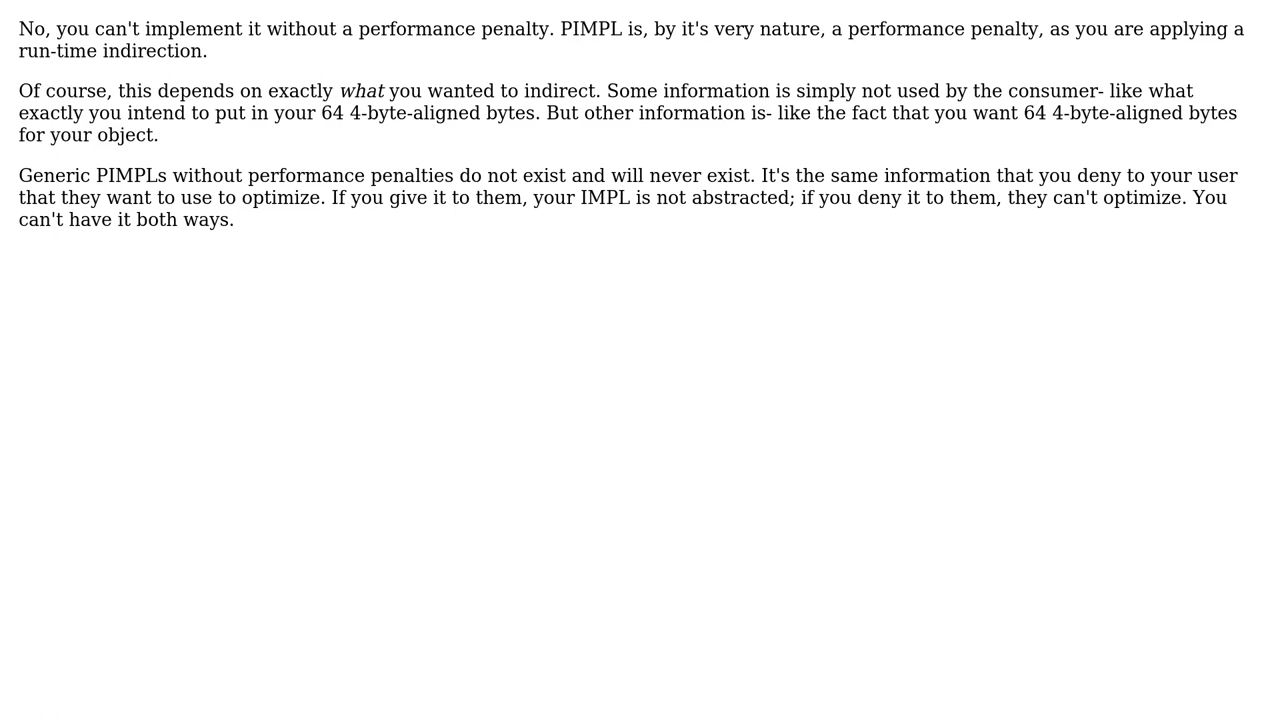 No, you can't implement it without a performance penalty. PIMPL is, by it's very nature, a performance penalty, as you are applying a
run-time indirection.
Of course, this depends on exactly what you wanted to indirect. Some information is simply not used by the consumer- like what
exactly you intend to put in your 64 4-byte-aligned bytes. But other information is- like the fact that you want 64 4-byte-aligned bytes
for your object.
Generic PIMPLs without performance penalties do not exist and will never exist. It's the same information that you deny to your user
that they want to use to optimize. If you give it to them, your IMPL is not abstracted; if you deny it to them, they can't optimize. You
can't have it both ways.